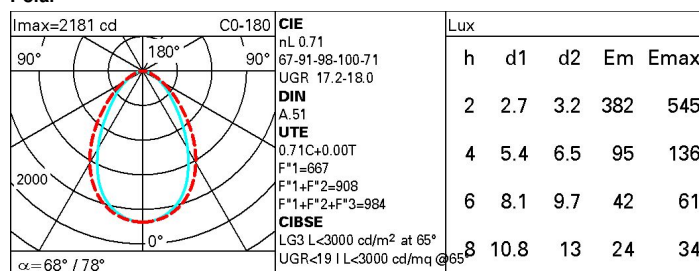 Imax=2181 cd
C0-180
90°
180°
90°
2000
0°
α=68° / 78°
CIE
nL 0.71
67-91-98-100-71
UGR 17.2-18.0
DIN
A.51
UTE
0.71C+0.00T
F"1=667
F"1+F"2=908
F"1+F"2+F"3=984
CIBSE
LG3 L<3000 cd/m² at 65°
UGR<19 | L<3000 cd/mq @65°
Lux
h d1 d2 Em Emax
2 2.7 3.2 382 545
4 5.4 6.5 95 136
6 8.1 9.7 42 61
8 10.8 13 24 34